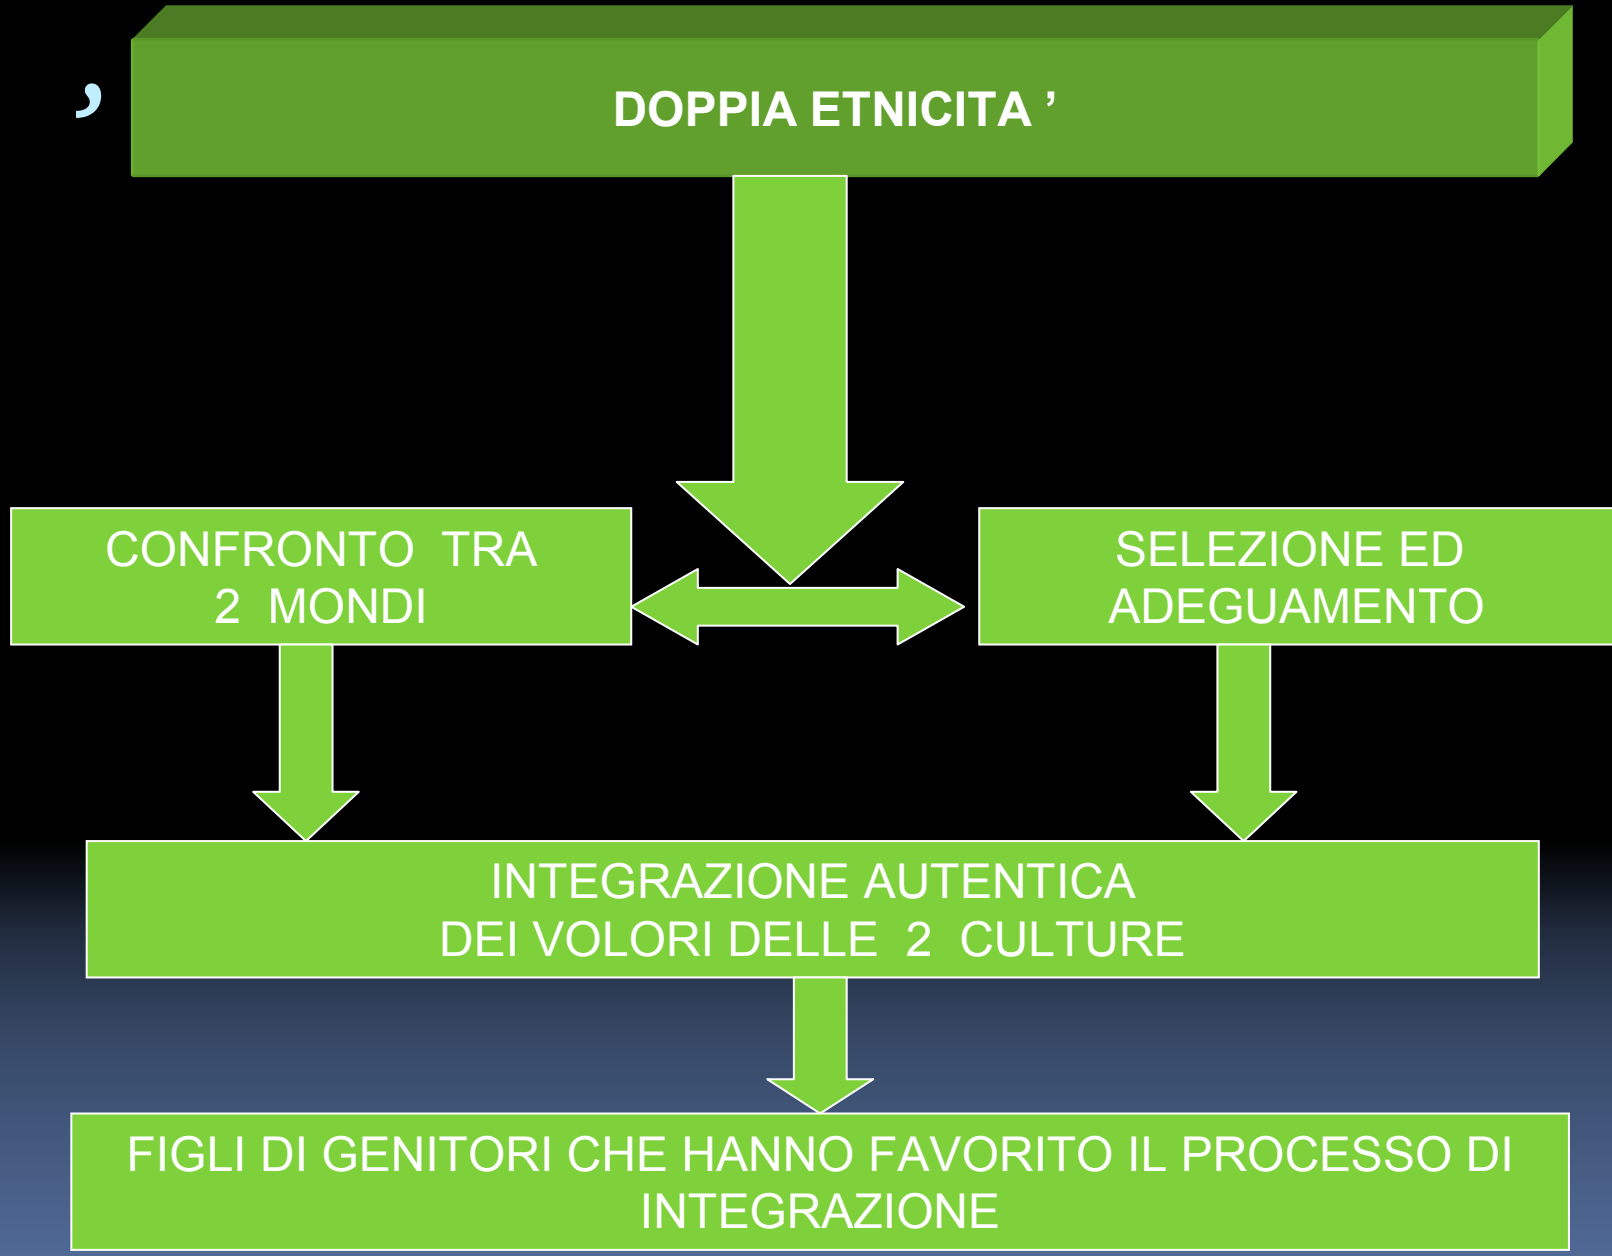 ’
DOPPIA ETNICITA ’
CONFRONTO TRA
2 MONDI
SELEZIONE ED
ADEGUAMENTO
INTEGRAZIONE AUTENTICA
DEI VOLORI DELLE 2 CULTURE
FIGLI DI GENITORI CHE HANNO FAVORITO IL PROCESSO DI
INTEGRAZIONE